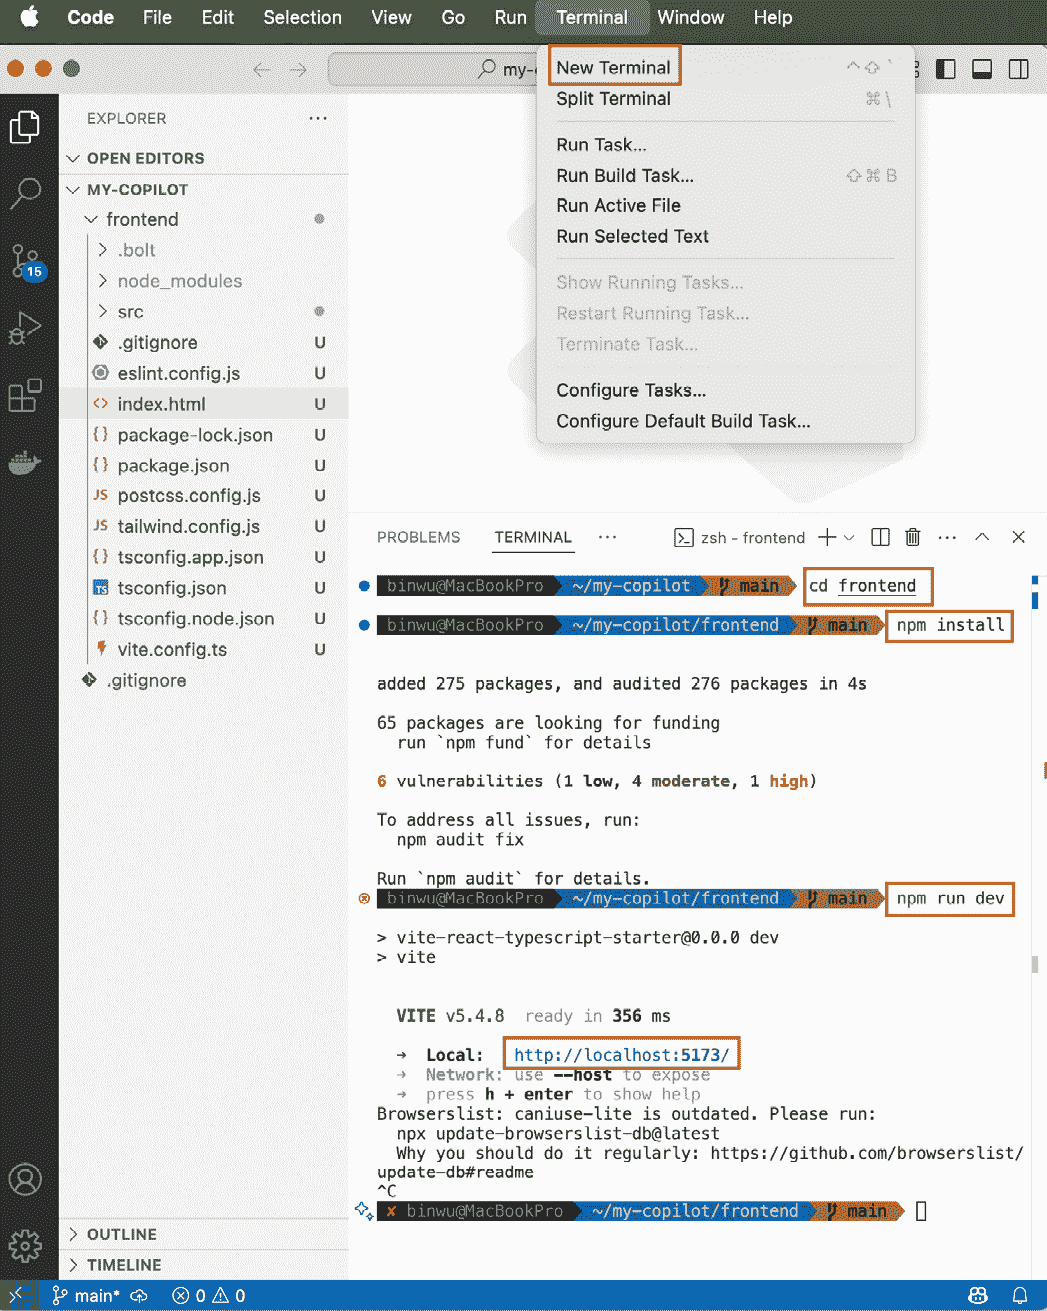 Code File Edit Selection View Go Run Terminal Window Help
my-
New Terminal ^⇧`
Split Terminal ⌘\
Run Task...
Run Build Task... ⇧⌘B
Run Active File
Run Selected Text
Show Running Tasks...
Restart Running Task...
Terminate Task...
Configure Tasks...
Configure Default Build Task...
EXPLORER ...
OPEN EDITORS
MY-COPILOT
frontend
.bolt
node_modules
src
.gitignore U
eslint.config.js U
index.html U
{} package-lock.json U
{} package.json U
JS postcss.config.js U
JS tailwind.config.js U
{} tsconfig.app.json U
TS tsconfig.json U
{} tsconfig.node.json U
vite.config.ts U
.gitignore
15
OUTLINE
TIMELINE
PROBLEMS TERMINAL ... zsh - frontend ...
binwu@MacBookPro ~/my-copilot main cd frontend
binwu@MacBookPro ~/my-copilot/frontend main npm install
added 275 packages, and audited 276 packages in 4s
65 packages are looking for funding
run `npm fund` for details
6 vulnerabilities (1 low, 4 moderate, 1 high)
To address all issues, run:
npm audit fix
Run `npm audit` for details.
binwu@MacBookPro ~/my-copilot/frontend main npm run dev
> vite-react-typescript-starter@0.0.0 dev
> vite
VITE v5.4.8 ready in 356 ms
➜ Local: http://localhost:5173/
➜ Network: use --host to expose
➜ press h + enter to show help
Browserslist: caniuse-lite is outdated. Please run:
npx update-browserslist-db@latest
Why you should do it regularly: https://github.com/browserslist/
update-db#readme
^C
✘ binwu@MacBookPro ~/my-copilot/frontend main
main* 0 0